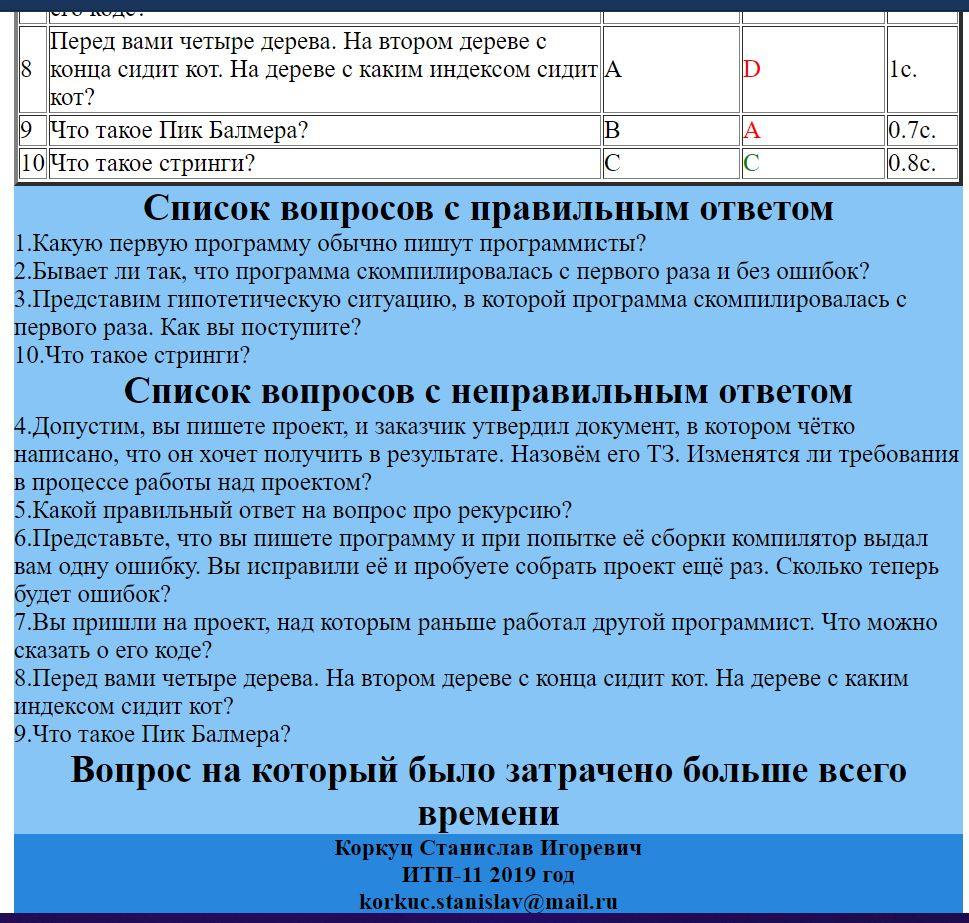 его коде?
8
Перед вами четыре дерева. На втором дереве с
конца сидит кот. На дереве с каким индексом сидит
кот?
A
D
1с.
9
Что такое Пик Балмера?
B
A
0.7с.
10
Что такое стринги?
C
C
0.8с.
Список вопросов с правильным ответом
1.Какую первую программу обычно пишут программисты?
2.Бывает ли так, что программа скомпилировалась с первого раза и без ошибок?
3.Представим гипотетическую ситуацию, в которой программа скомпилировалась с
первого раза. Как вы поступите?
10.Что такое стринги?
Список вопросов с неправильным ответом
4.Допустим, вы пишете проект, и заказчик утвердил документ, в котором чётко
написано, что он хочет получить в результате. Назовём его ТЗ. Изменятся ли требования
в процессе работы над проектом?
5.Какой правильный ответ на вопрос про рекурсию?
6.Представьте, что вы пишете программу и при попытке её сборки компилятор выдал
вам одну ошибку. Вы исправили её и пробуете собрать проект ещё раз. Сколько теперь
будет ошибок?
7.Вы пришли на проект, над которым раньше работал другой программист. Что можно
сказать о его коде?
8.Перед вами четыре дерева. На втором дереве с конца сидит кот. На дереве с каким
индексом сидит кот?
9.Что такое Пик Балмера?
Вопрос на который было затрачено больше всего
времени
Коркуц Станислав Игоревич
ИТП-11 2019 год
korkuc.stanislav@mail.ru